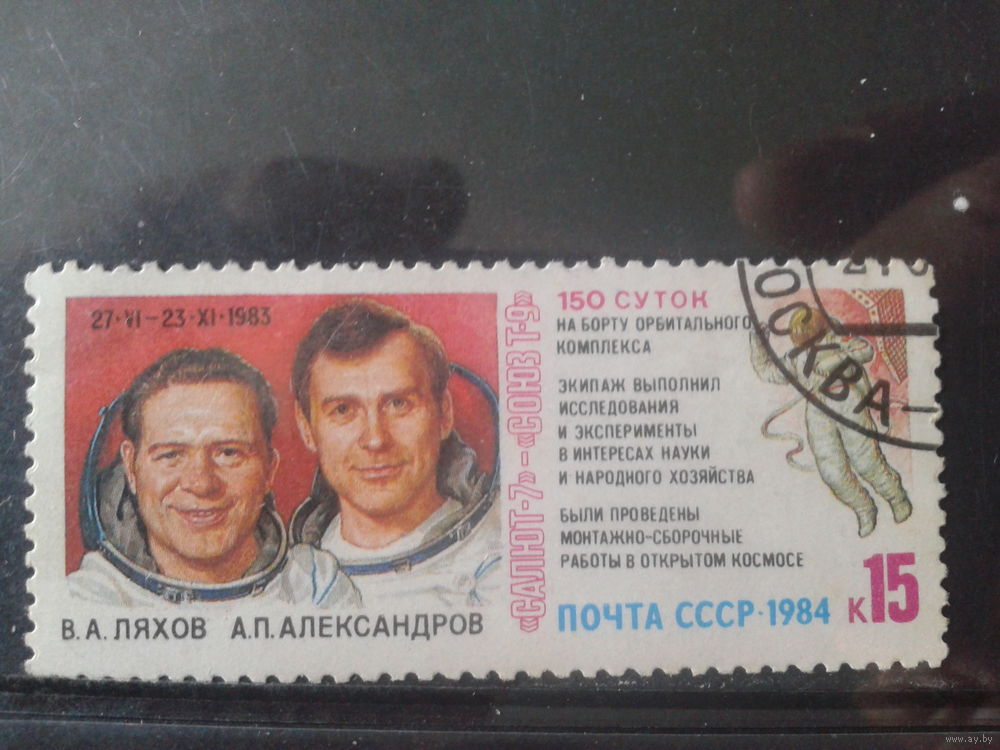 27·VI–23·XI·1983
В.А.ЛЯХОВ А.П.АЛЕКСАНДРОВ
«САЛЮТ-7»-«СОЮЗ Т-9»
150 СУТОК
НА БОРТУ ОРБИТАЛЬНОГО
КОМПЛЕКСА
ЭКИПАЖ ВЫПОЛНИЛ
ИССЛЕДОВАНИЯ
И ЭКСПЕРИМЕНТЫ
В ИНТЕРЕСАХ НАУКИ
И НАРОДНОГО ХОЗЯЙСТВА
БЫЛИ ПРОВЕДЕНЫ
МОНТАЖНО-СБОРОЧНЫЕ
РАБОТЫ В ОТКРЫТОМ КОСМОСЕ
ПОЧТА СССР·1984 К15
ОСКВА
www.ay.by